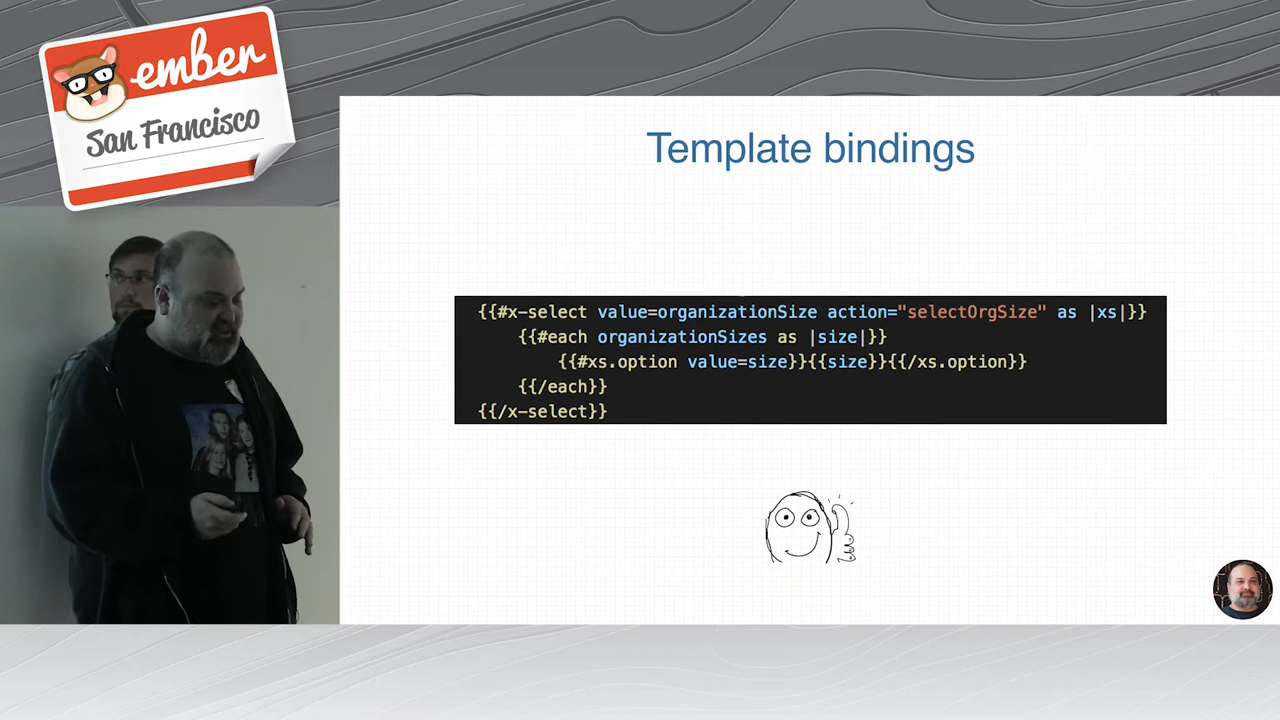 ember
San Francisco
Template bindings
{{#x-select value=organizationSize action="selectOrgSize" as |xs|}}
{{#each organizationSizes as |size|}}
{{#xs.option value=size}}{{size}}{{/xs.option}}
{{/each}}
{{/x-select}}